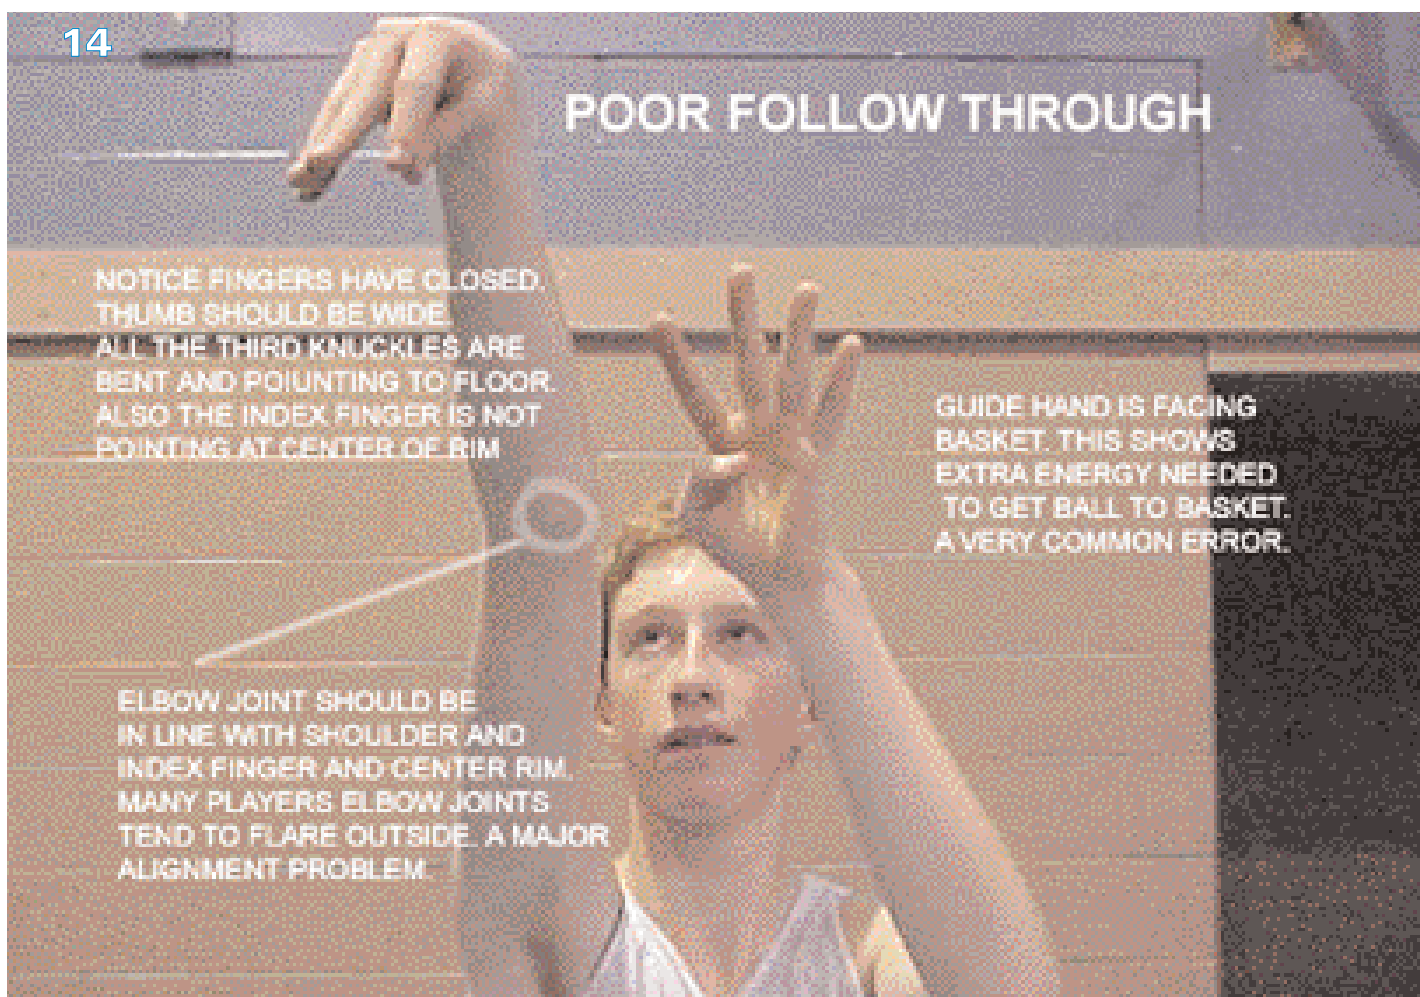 14
POOR FOLLOW THROUGH
NOTICE FINGERS HAVE CLOSED.
THUMB SHOULD BE WIDE.
ALL THE THIRD KNUCKLES ARE
BENT AND POIUNTING TO FLOOR.
ALSO THE INDEX FINGER IS NOT
POINTING AT CENTER OF RIM
GUIDE HAND IS FACING
BASKET. THIS SHOWS
EXTRA ENERGY NEEDED
TO GET BALL TO BASKET.
A VERY COMMON ERROR.
ELBOW JOINT SHOULD BE
IN LINE WITH SHOULDER AND
INDEX FINGER AND CENTER RIM.
MANY PLAYERS ELBOW JOINTS
TEND TO FLARE OUTSIDE. A MAJOR
ALIGNMENT PROBLEM